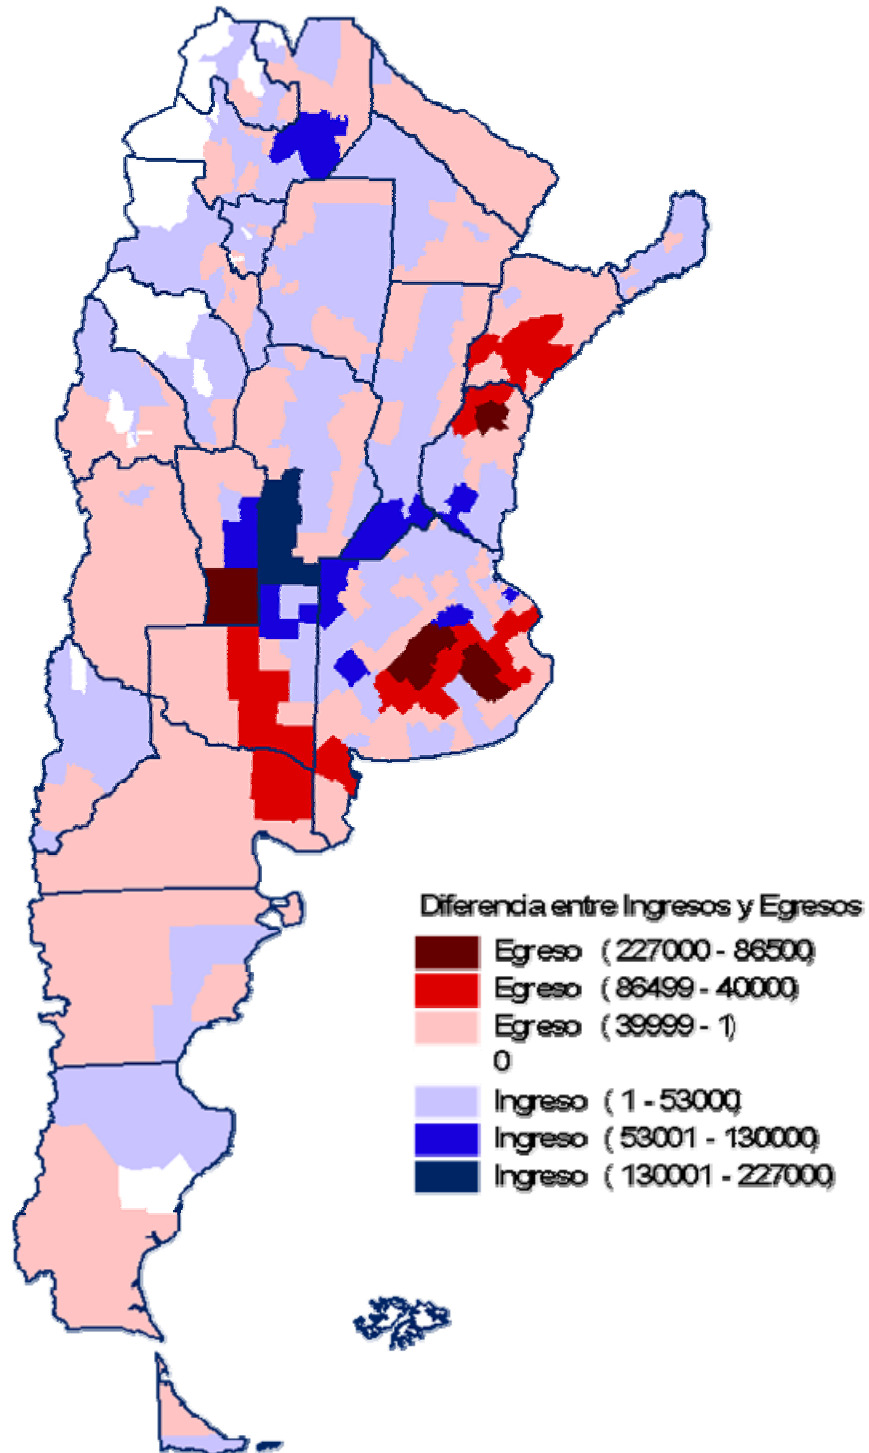 Diferencia entre Ingresos y Egresos
Egreso ( 227000 - 86500)
Egreso ( 86499 - 40000)
Egreso ( 39999 - 1)
0
Ingreso ( 1 - 53000)
Ingreso ( 53001 - 130000)
Ingreso ( 130001 - 227000)